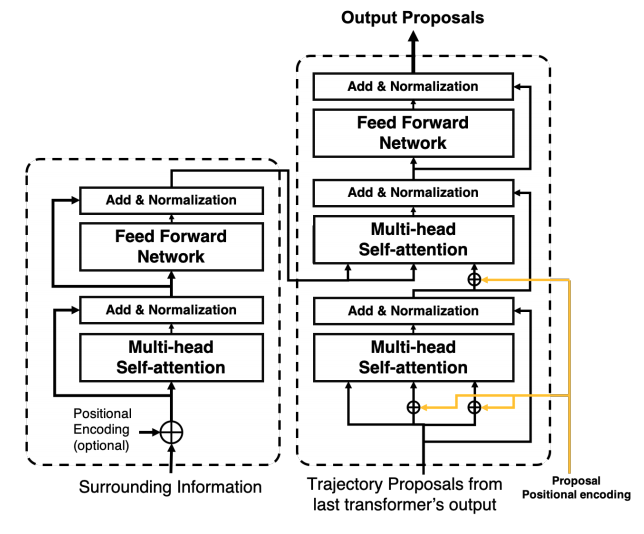 Output Proposals
Add & Normalization
Feed Forward
Network
Add & Normalization
Multi-head
Self-attention
Add & Normalization
Multi-head
Self-attention
Add & Normalization
Feed Forward
Network
Add & Normalization
Multi-head
Self-attention
Positional
Encoding
(optional)
Surrounding Information
Trajectory Proposals from
last transformer's output
Proposal
Positional encoding